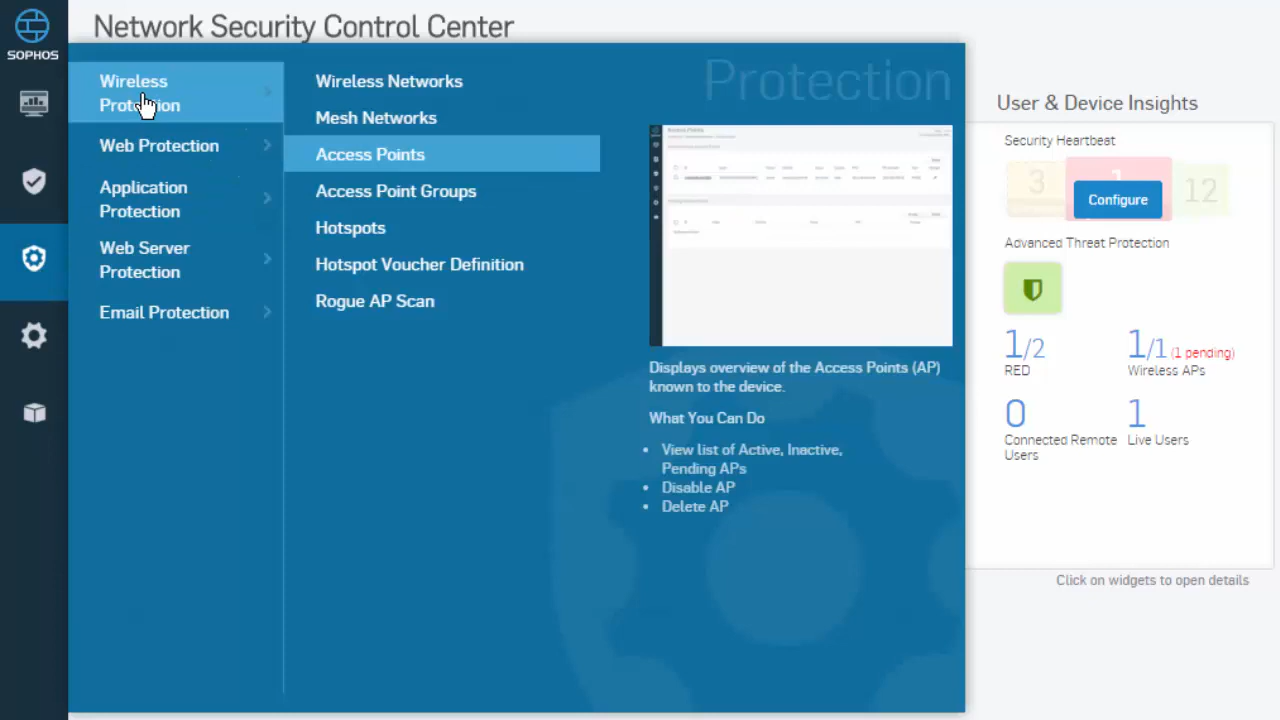 SOPHOS
Network Security Control Center
Wireless
Protection
Web Protection
Application
Protection
Web Server
Protection
Email Protection
Wireless Networks
Mesh Networks
Access Points
Access Point Groups
Hotspots
Hotspot Voucher Definition
Rogue AP Scan
Protection
Displays overview of the Access Points (AP)
known to the device.
What You Can Do
• View list of Active, Inactive,
Pending APs
• Disable AP
• Delete AP
User & Device Insights
Security Heartbeat
3
12
Configure
Advanced Threat Protection
1/2
RED
1/1 (1 pending)
Wireless APs
0
Connected Remote
Users
1
Live Users
Click on widgets to open details